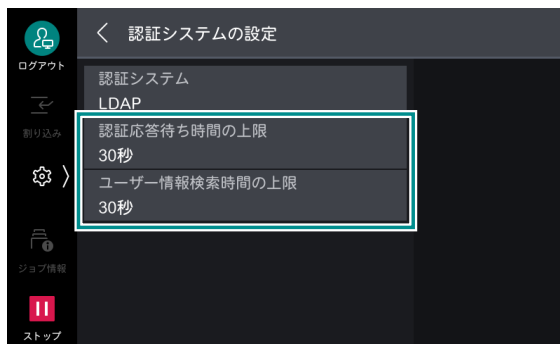 認証システムの設定
ログアウト
認証システム
LDAP
割り込み
認証応答待ち時間の上限
30秒
ユーザー情報検索時間の上限
30秒
ジョブ情報
ストップ